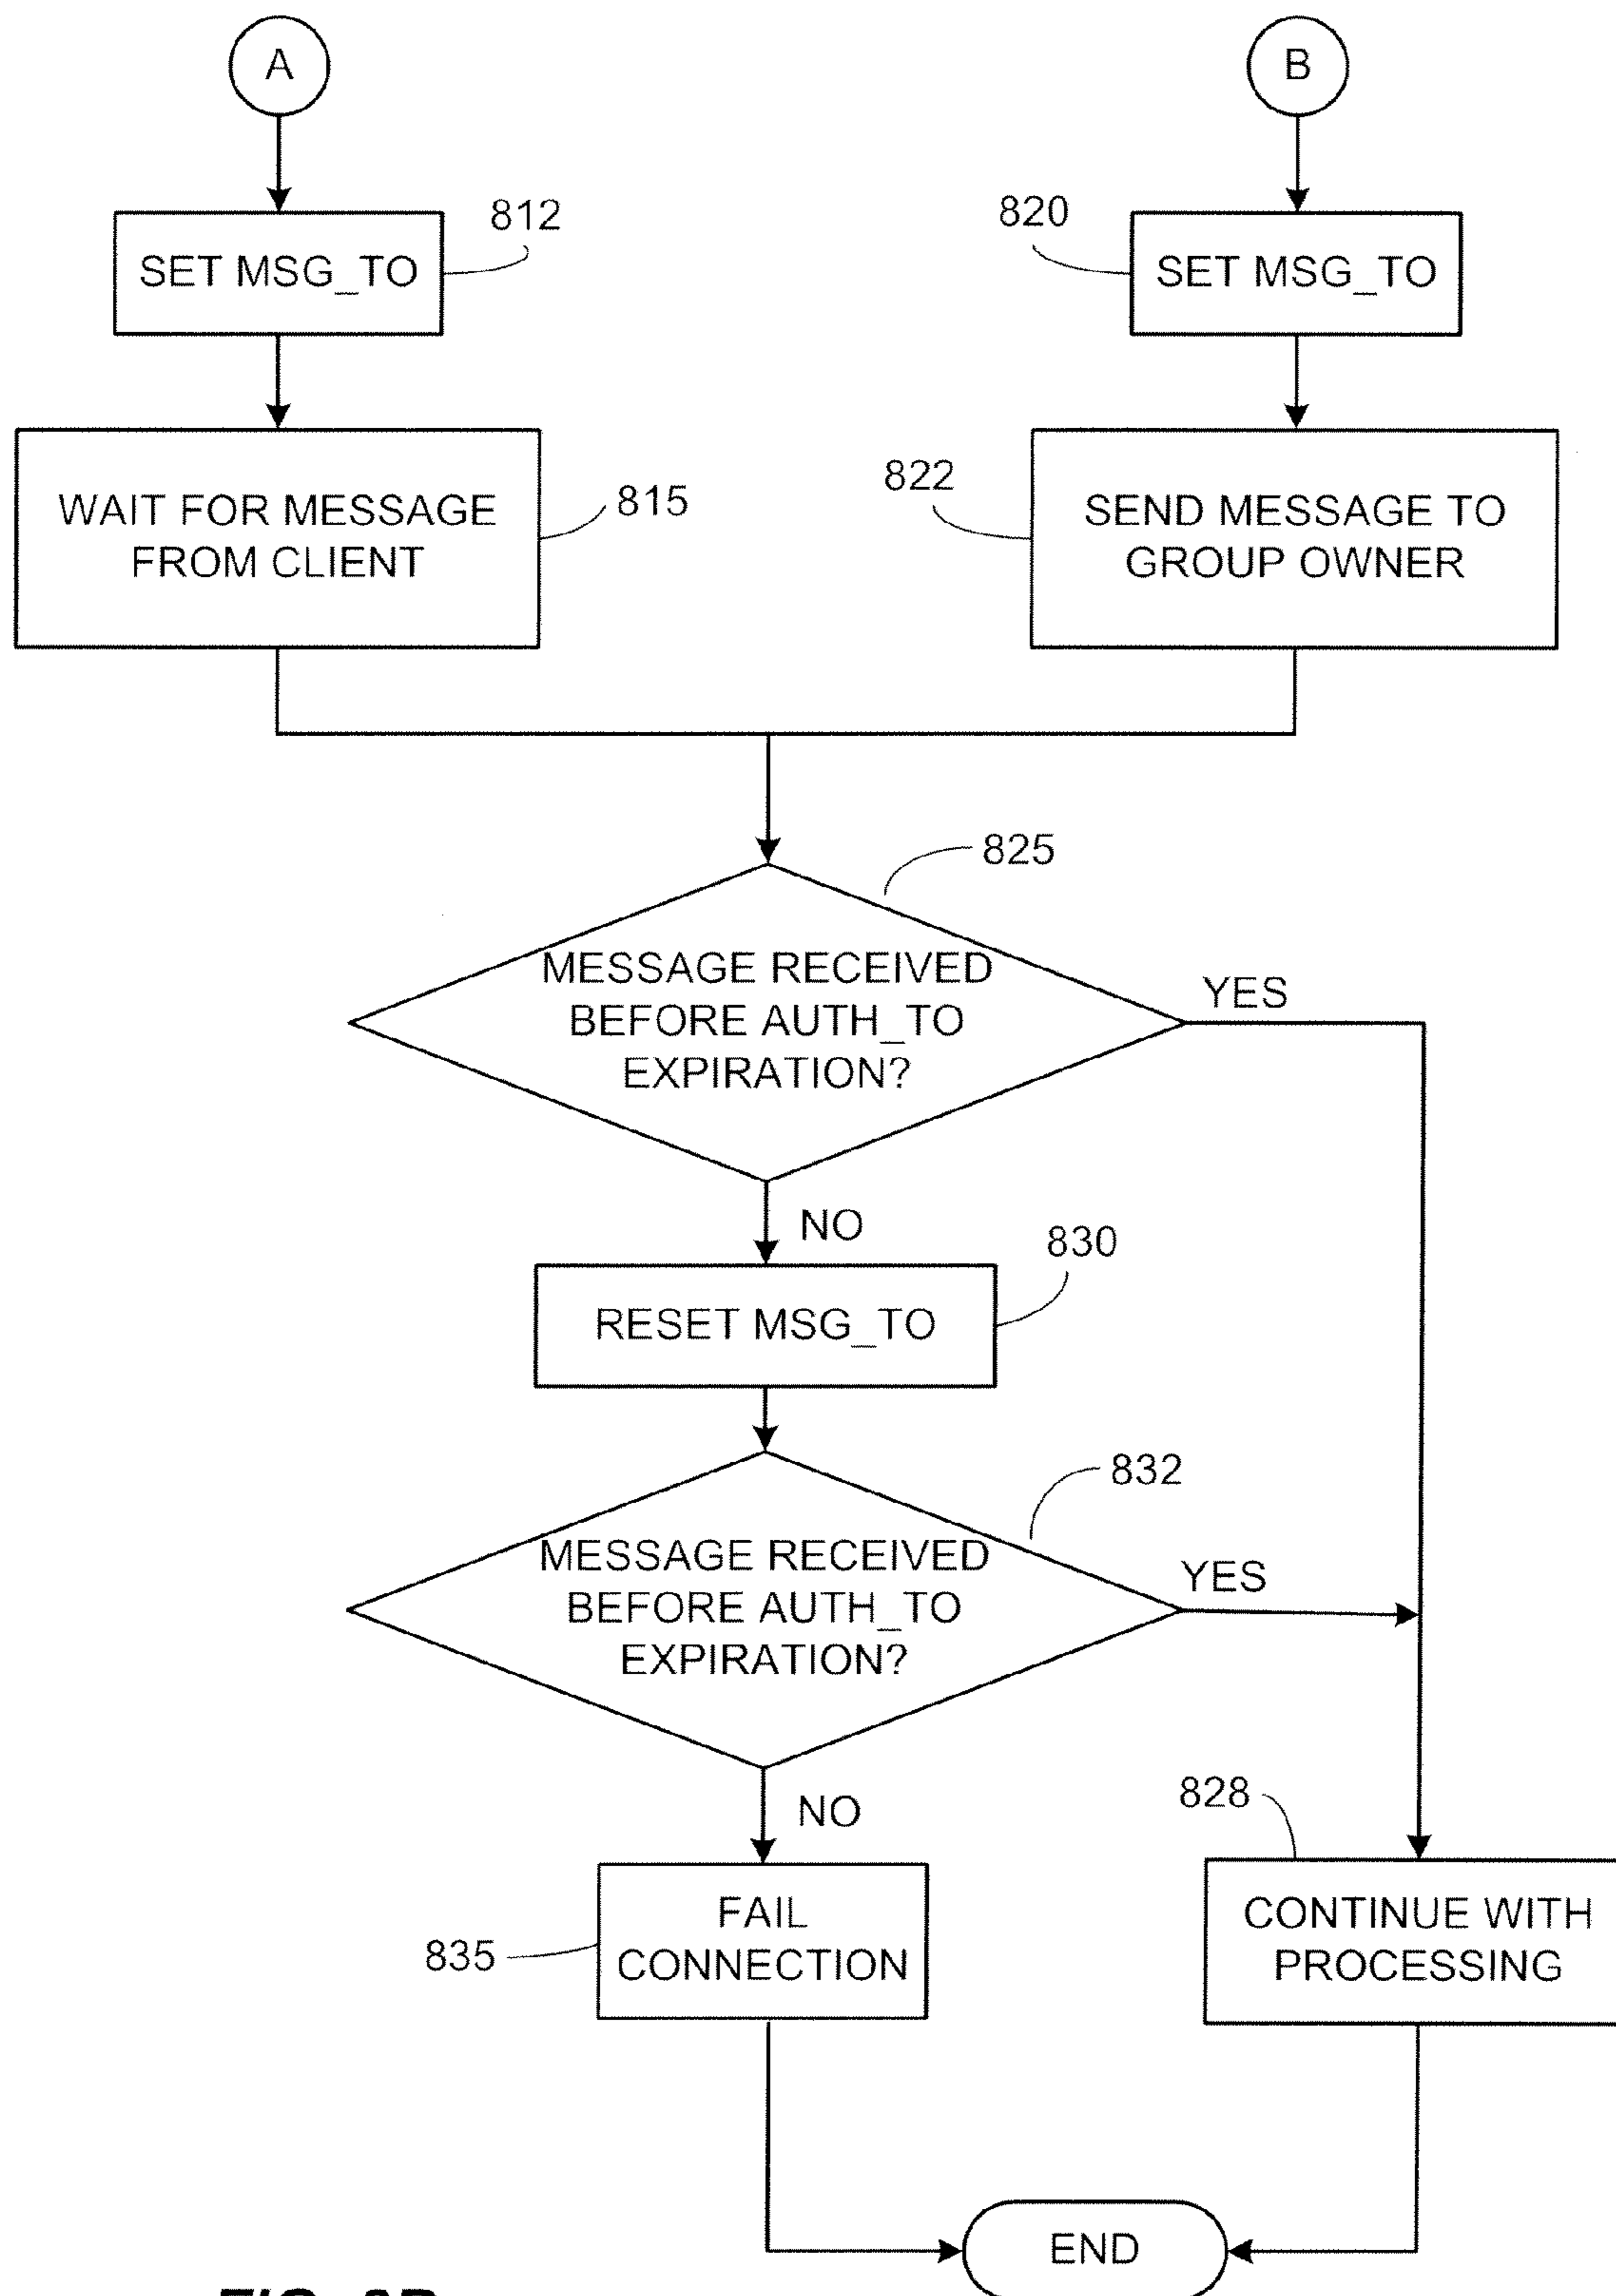 A
B
812
820
SET MSG_TO
SET MSG_TO
WAIT FOR MESSAGE
FROM CLIENT
815
822
SEND MESSAGE TO
GROUP OWNER
825
MESSAGE RECEIVED
BEFORE AUTH_TO
EXPIRATION?
YES
NO
830
RESET MSG_TO
832
MESSAGE RECEIVED
BEFORE AUTH_TO
EXPIRATION?
YES
NO
828
835
FAIL
CONNECTION
CONTINUE WITH
PROCESSING
END